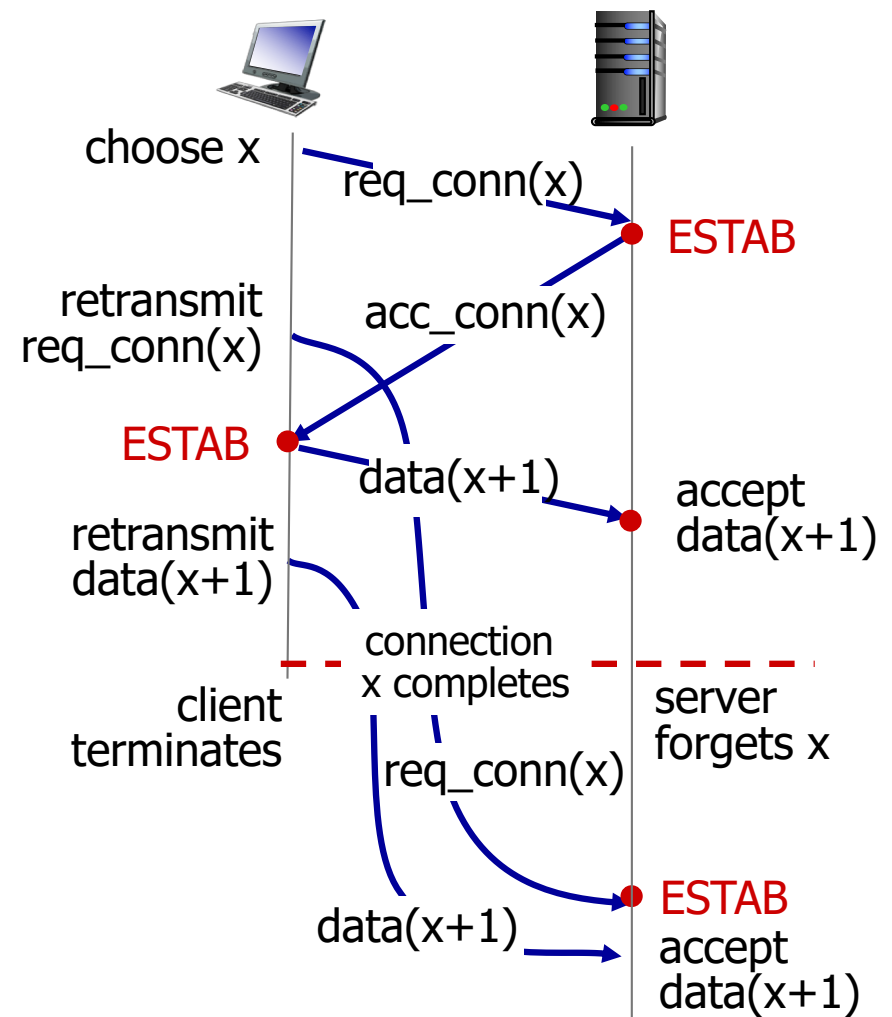 choose x
req_conn(x)
ESTAB
retransmit
req_conn(x)
acc_conn(x)
ESTAB
data(x+1)
accept
data(x+1)
retransmit
data(x+1)
connection
x completes
client
terminates
server
forgets x
req_conn(x)
ESTAB
data(x+1)
accept
data(x+1)